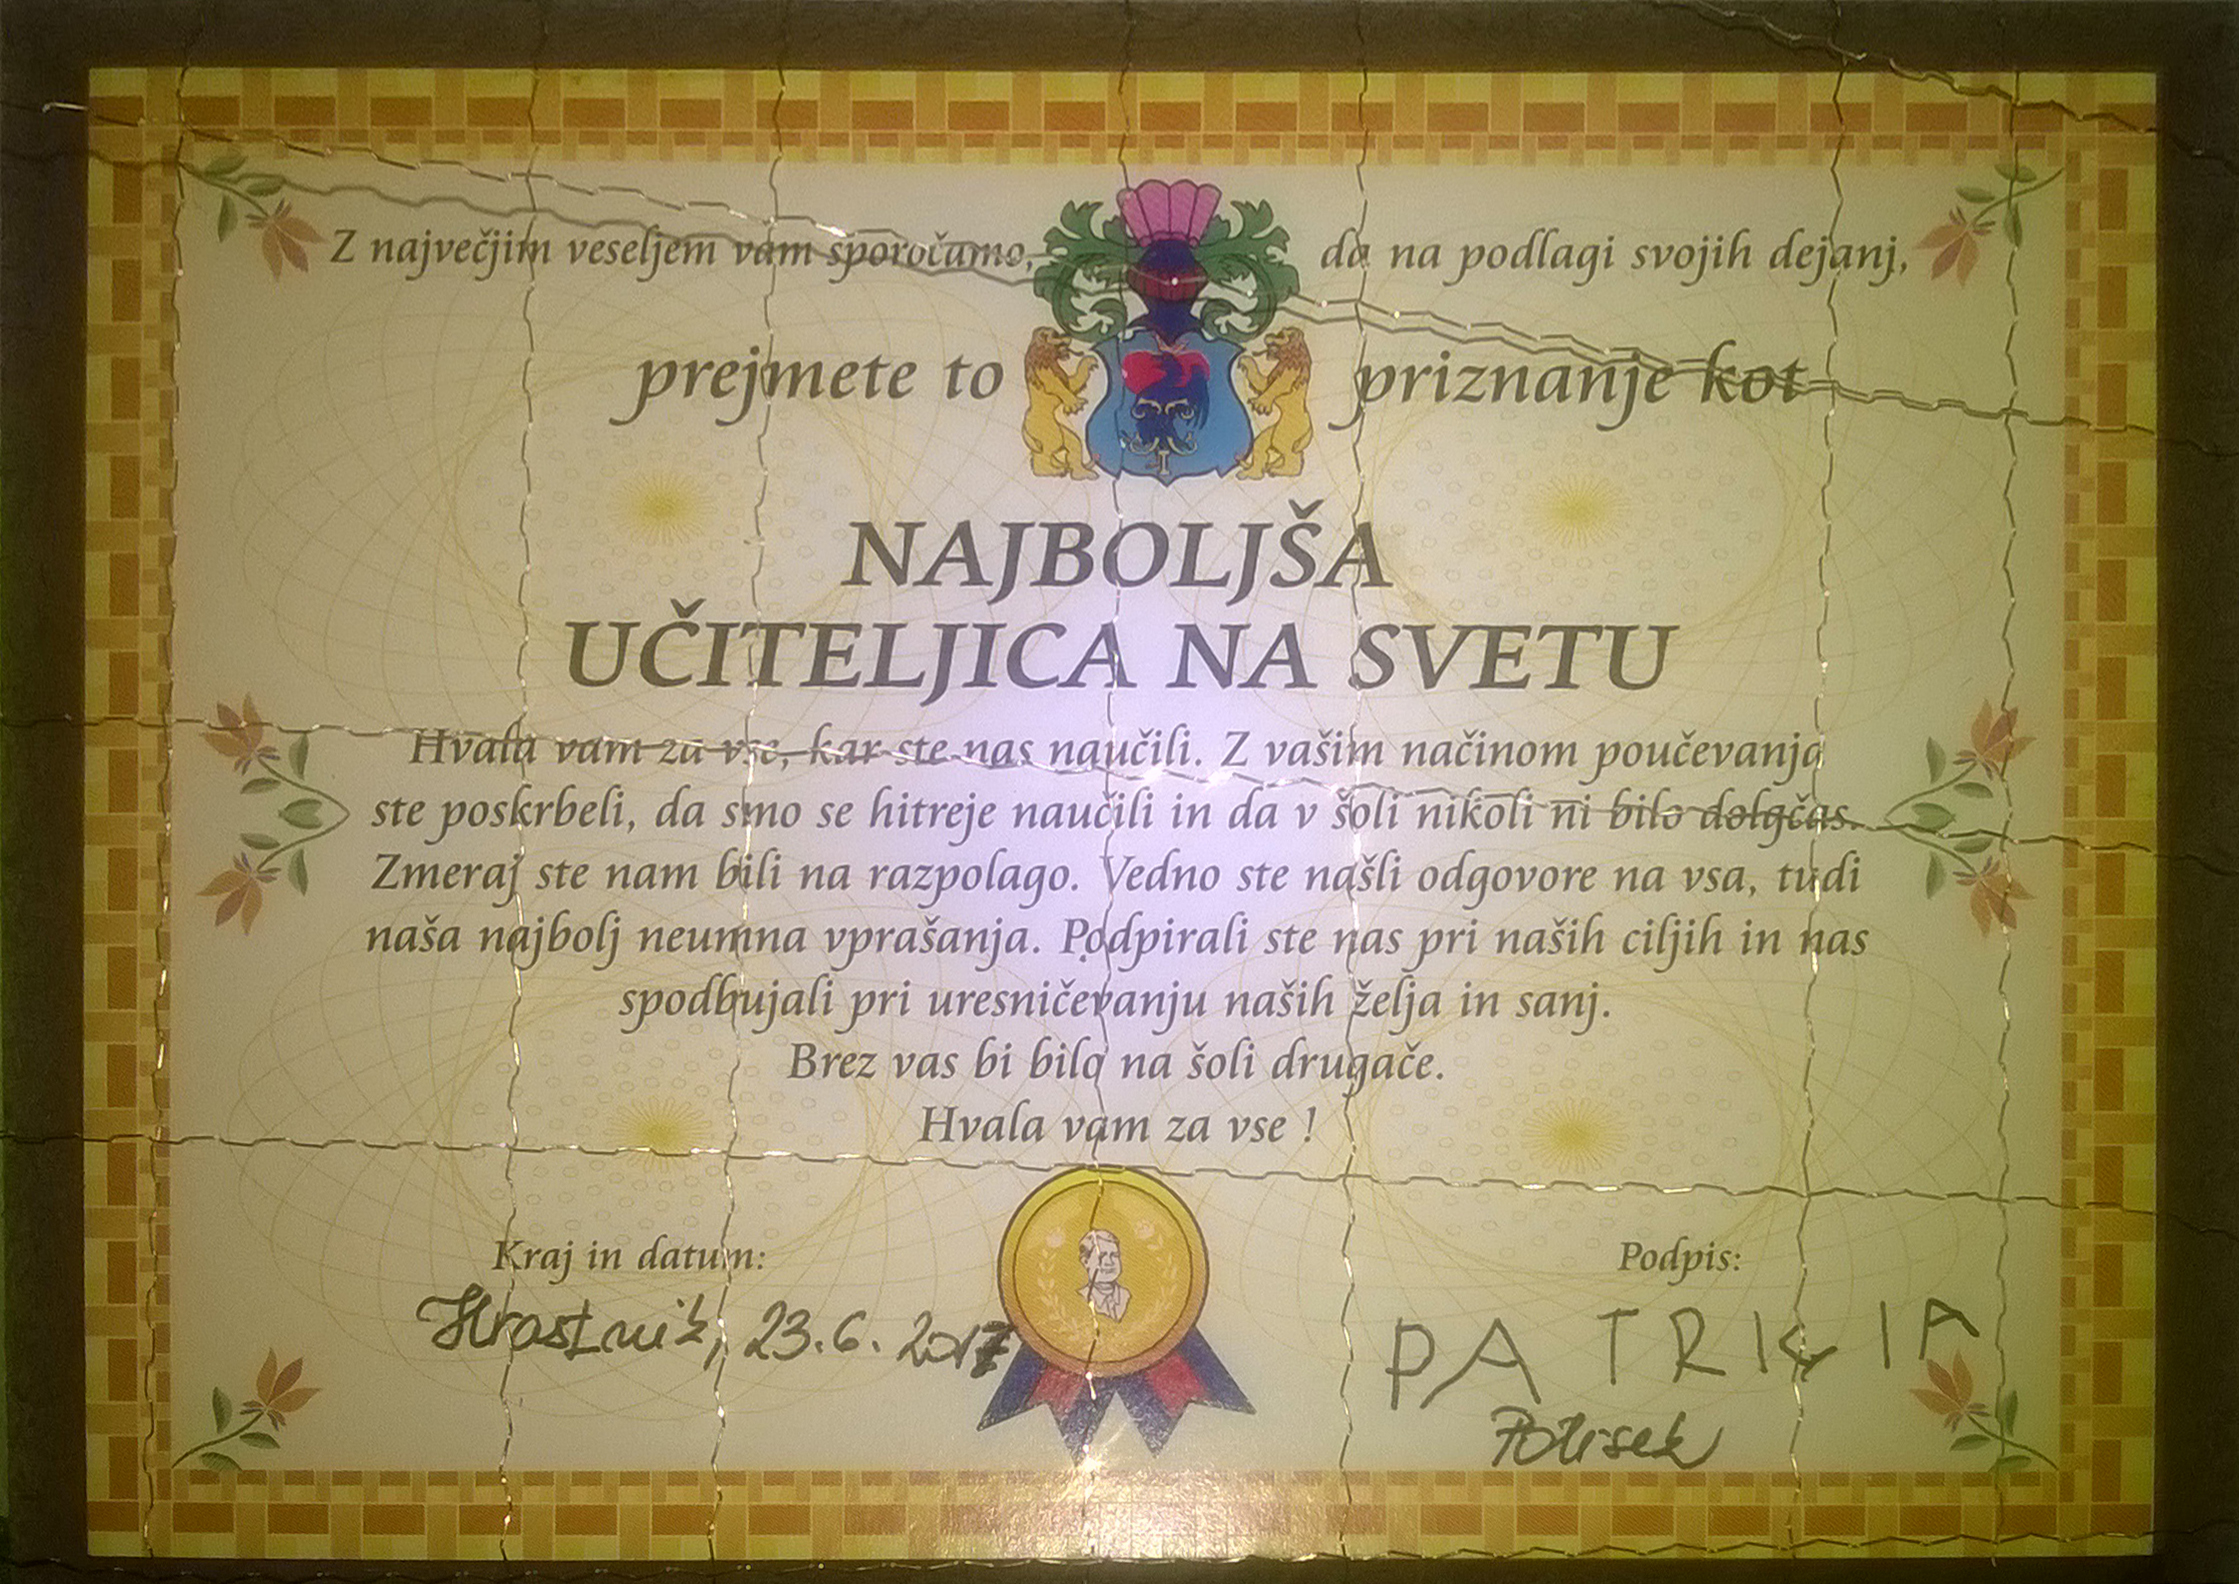 Z največjim veseljem vam sporočamo, da na podlagi svojih dejanj,
prejmete to priznanje kot
NAJBOLJŠA
UČITELJICA NA SVETU
Hvala vam za vse, kar ste nas naučili. Z vašim načinom poučevanja
ste poskrbeli, da smo se hitreje naučili in da v šoli nikoli ni bilo dolgčas.
Zmeraj ste nam bili na razpolago. Vedno ste našli odgovore na vsa, tudi
naša najbolj neumna vprašanja. Podpirali ste nas pri naših ciljih in nas
spodbujali pri uresničevanju naših želja in sanj.
Brez vas bi bilo na šoli drugače.
Hvala vam za vse !
Kraj in datum: Podpis:
Hrastnik, 23.6.2017 PATRICIA